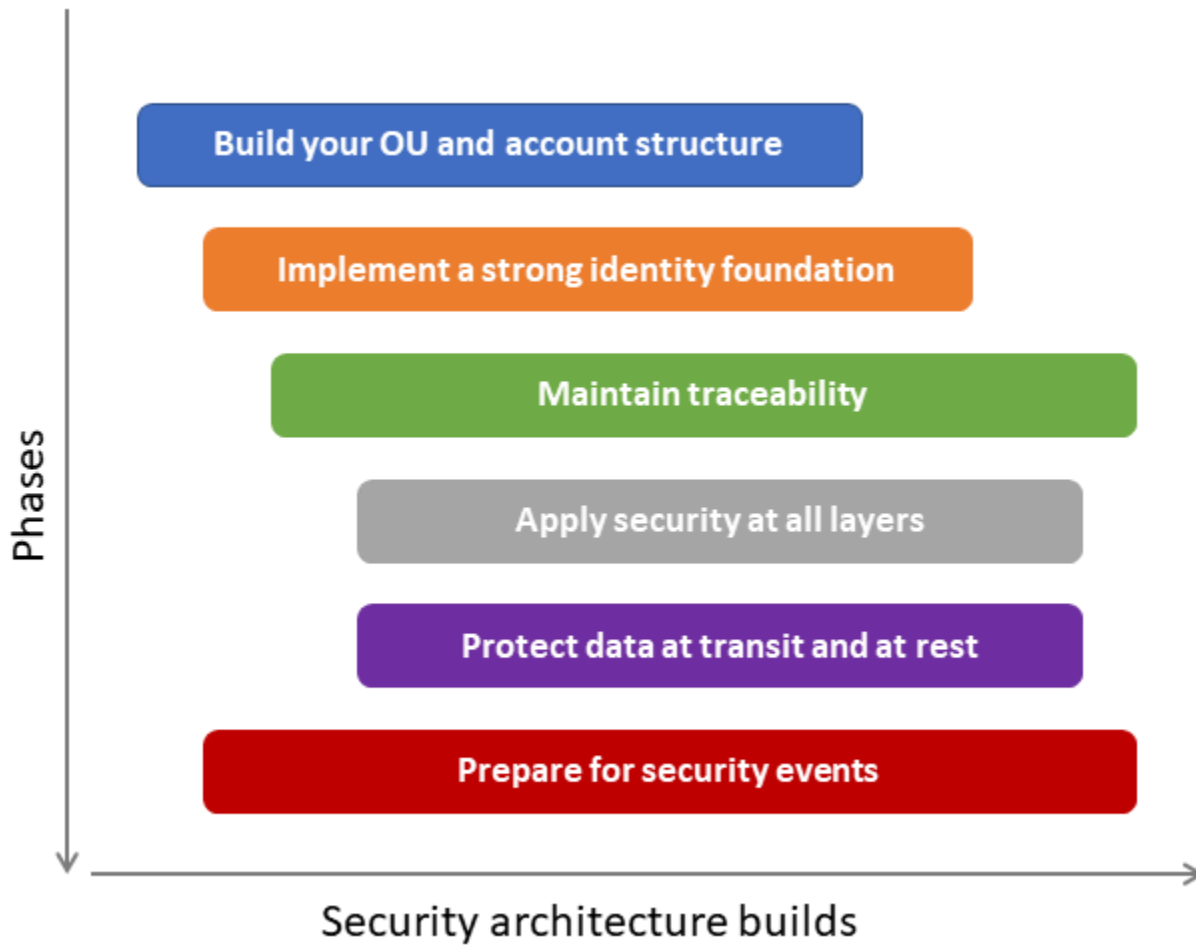 Build your OU and account structure
Implement a strong identity foundation
Maintain traceability
Apply security at all layers
Protect data at transit and at rest
Prepare for security events
Phases
Security architecture builds